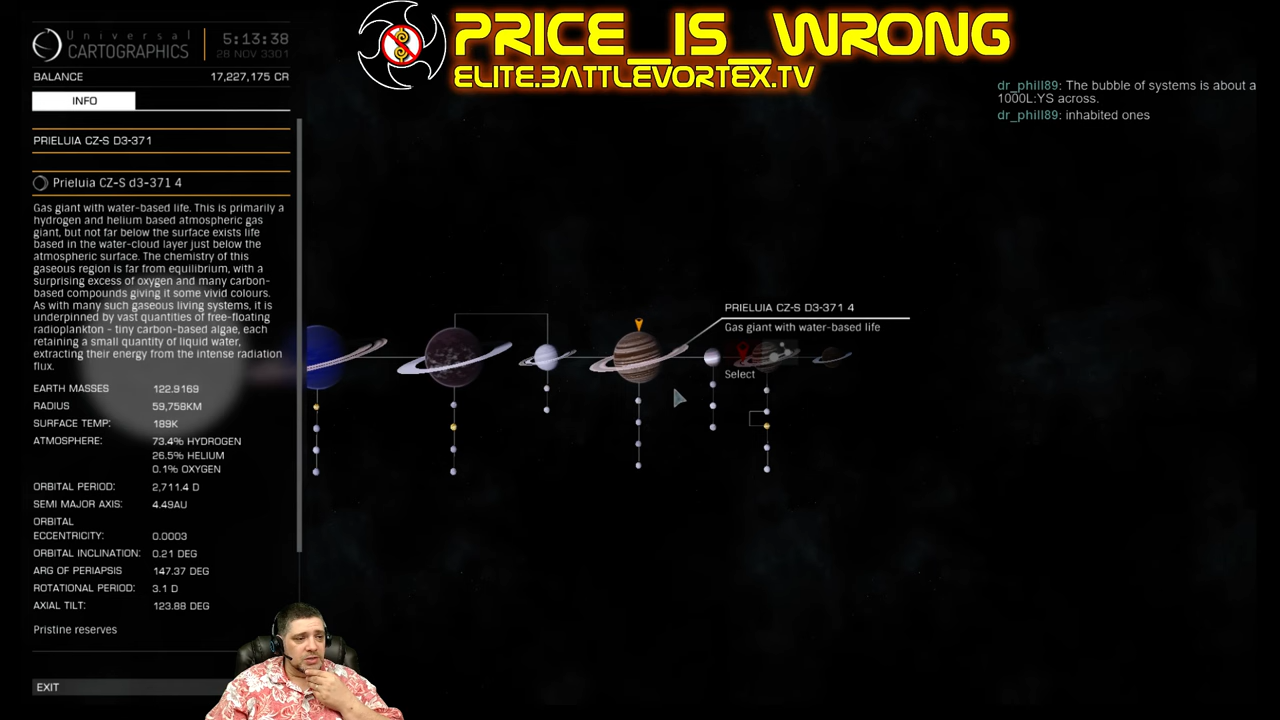 Universal
CARTOGRAPHICS
5:13:38
28 NOV 3301
BALANCE 17,227,175 CR
INFO
PRIELUIA CZ-S D3-371
Prieluia CZ-S d3-371 4
Gas giant with water-based life. This is primarily a
hydrogen and helium based atmospheric gas
giant, but not far below the surface exists life
based in the water-cloud layer just below the
atmospheric surface. The chemistry of this
gaseous region is far from equilibrium, with a
surprising excess of oxygen and many carbon-
based compounds giving it some vivid colours.
As with many such gaseous living systems, it is
underpinned by vast quantities of free-floating
radioplankton - tiny carbon-based algae, each
retaining a small quantity of liquid water,
extracting their energy from the intense radiation
flux.
EARTH MASSES 122.9169
RADIUS 59,758KM
SURFACE TEMP: 189K
ATMOSPHERE: 73.4% HYDROGEN
26.5% HELIUM
0.1% OXYGEN
ORBITAL PERIOD: 2,711.4 D
SEMI MAJOR AXIS: 4.49AU
ORBITAL
ECCENTRICITY: 0.0003
ORBITAL INCLINATION: 0.21 DEG
ARG OF PERIAPSIS 147.37 DEG
ROTATIONAL PERIOD: 3.1 D
AXIAL TILT: 123.88 DEG
Pristine reserves
EXIT
PRICE_IS_WRONG
ELITE.BATTLEVORTEX.TV
dr_phill89: The bubble of systems is about a
1000L:YS across.
dr_phill89: inhabited ones
PRIELUIA CZ-S D3-371 4
Gas giant with water-based life
Select